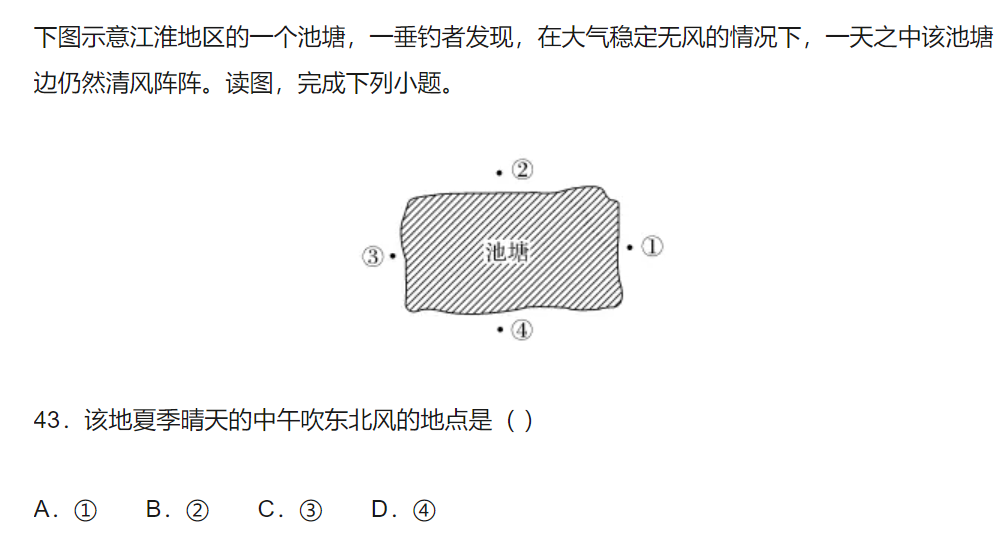 下图示意江淮地区的一个池塘，一垂钓者发现，在大气稳定无风的情况下，一天之中该池塘
边仍然清风阵阵。读图，完成下列小题。
②
③ 池塘 ①
④
43．该地夏季晴天的中午吹东北风的地点是（ ）
A．① B．② C．③ D．④